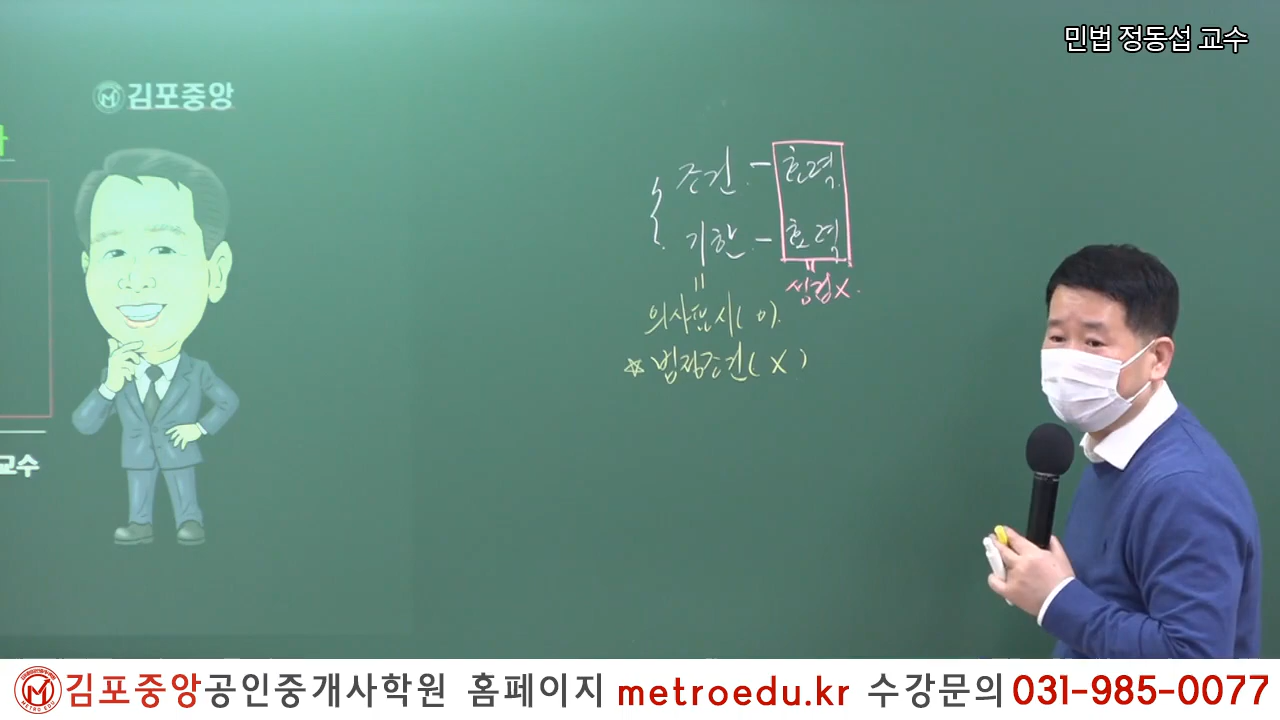 민법 정동섭 교수
김포중앙
조건 - 효력
기한 - 효력
성립X.
의사표시(O).
☆법정조건(X)
교수
김포중앙공인중개사학원 홈페이지 metroedu.kr 수강문의 031-985-0077
METRO EDU